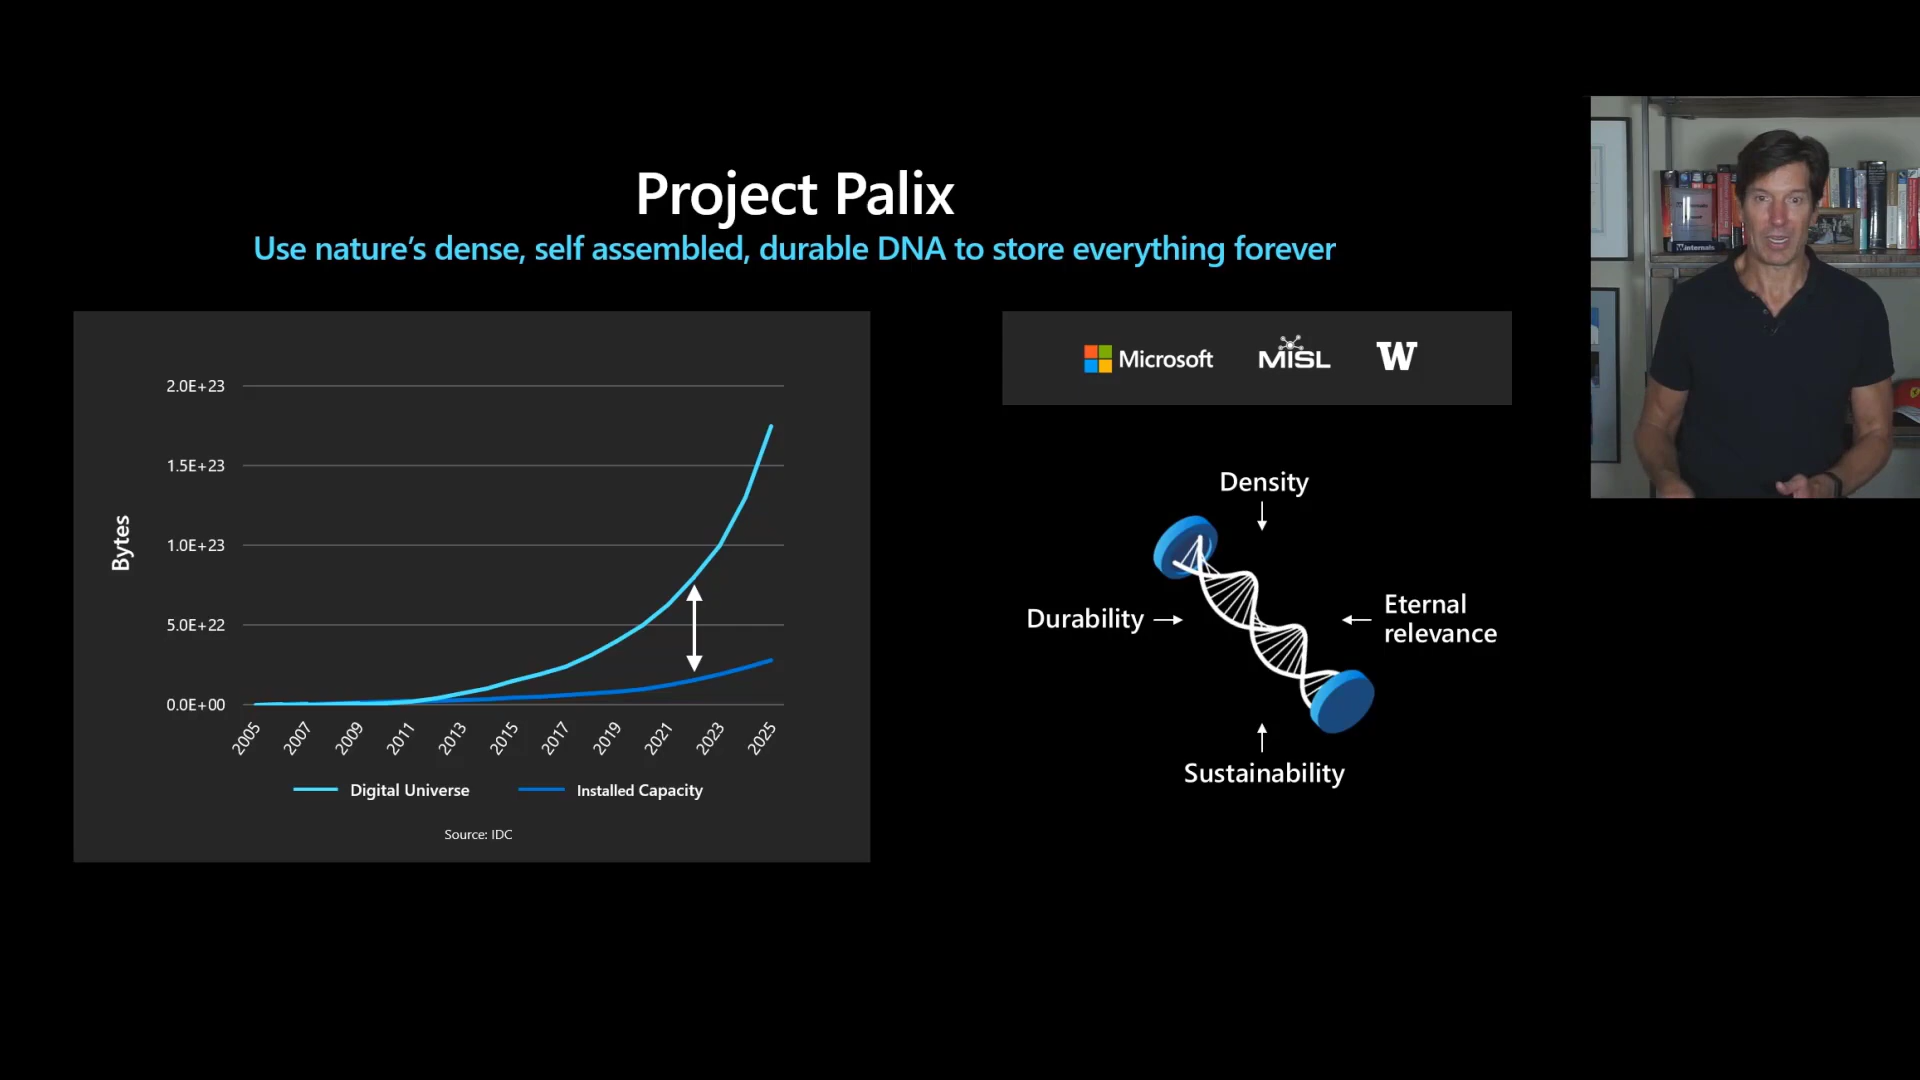 Project Palix
Use nature's dense, self assembled, durable DNA to store everything forever
Bytes
2.0E+23
1.5E+23
1.0E+23
5.0E+22
0.0E+00
2005
2007
2009
2011
2013
2015
2017
2019
2021
2023
2025
Digital Universe
Installed Capacity
Source: IDC
Microsoft
MISL
W
Density
Durability
Eternal
relevance
Sustainability
internals